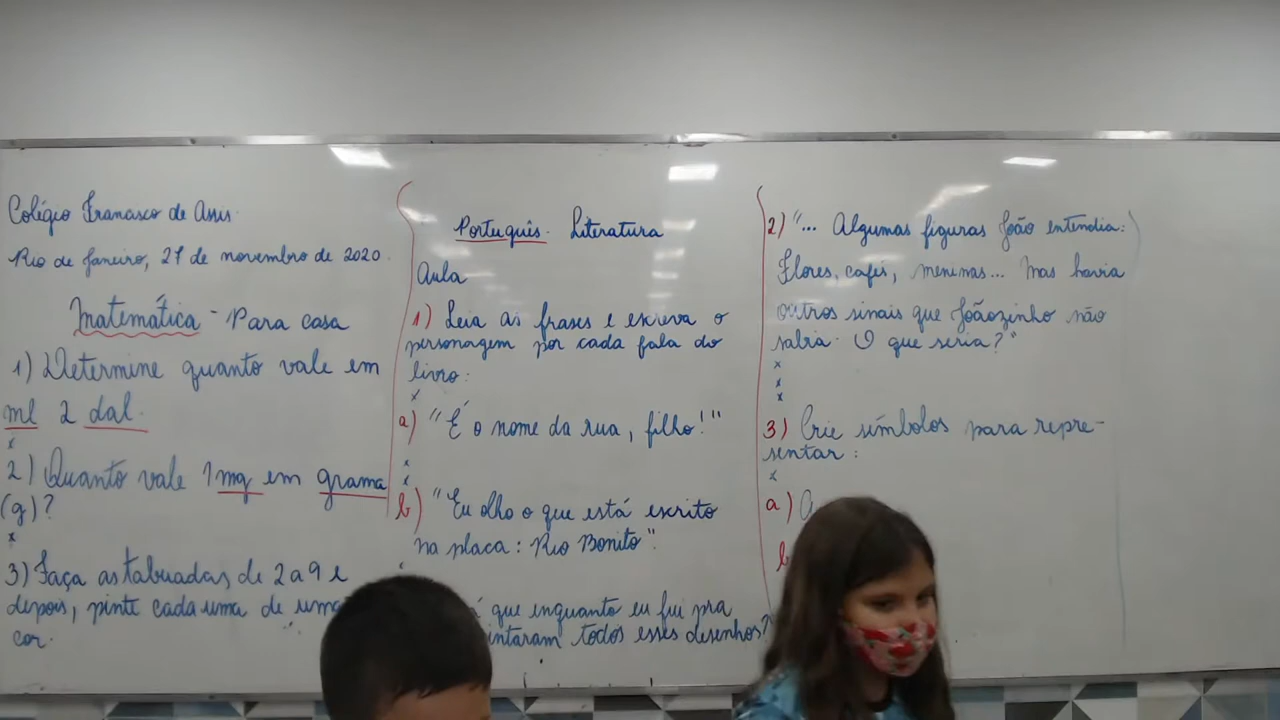 Colégio Francisco de Assis
Rio de Janeiro, 27 de novembro de 2020.
Matemática - Para casa
1) Determine quanto vale em
ml 2 dal.
x
2) Quanto vale 1mg em grama
(g)?
x
3) Faça as tabuadas de 2 a 9 e
depois, pinte cada uma de uma
cor.
Português. Literatura
Aula
1) Leia as frases e escreva o
personagem por cada fala do
livro:
x
a) "É o nome da rua, filho!"
x
x
b) "Eu olho o que está escrito
na placa: Rio Bonito".
que enquanto eu fui pra
intaram todos esses desenhos?
2) "... Algumas figuras João entendia:
Flores, cafés, meninas... Mas havia
outros sinais que Joãozinho não
sabia. O que seria?"
x
x
x
3) Crie símbolos para repre-
sentar:
x
a)
b